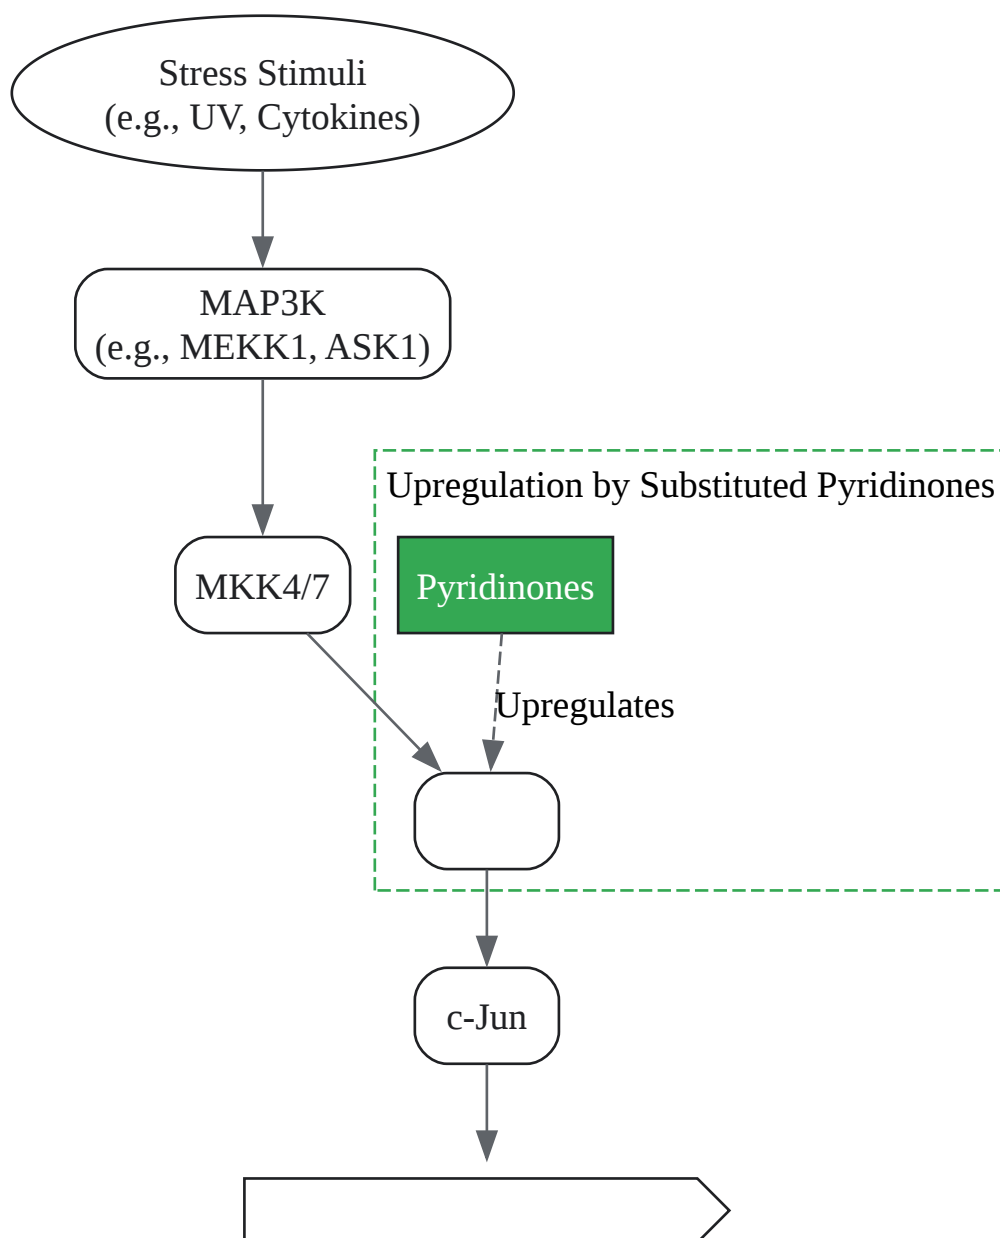 Stress Stimuli
(e.g., UV, Cytokines)
MAP3K
(e.g., MEKK1, ASK1)
Upregulation by Substituted Pyridinones
MKK4/7
Pyridinones
Upregulates
c-Jun